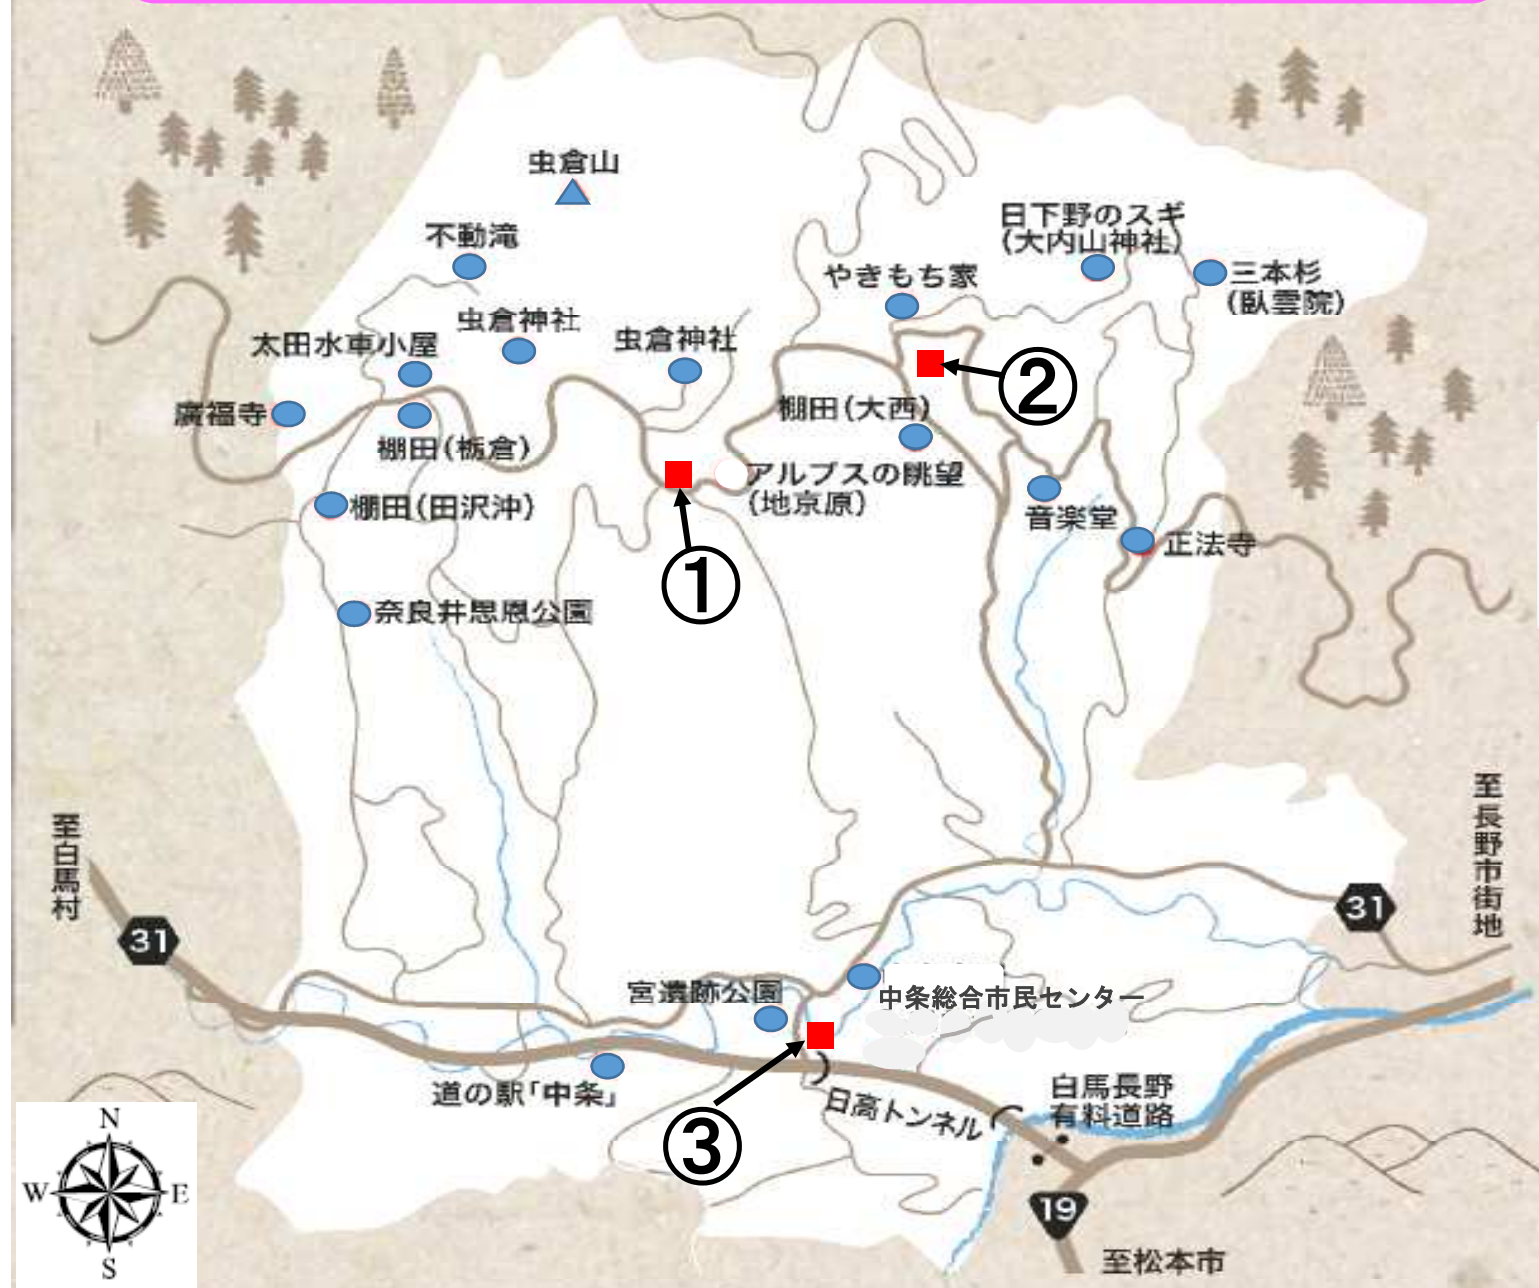 虫倉山
不動滝
日下野のスギ
(大内山神社)
やきもち家
三本杉
(臥雲院)
虫倉神社
虫倉神社
太田水車小屋
廣福寺
②
棚田(大西)
棚田(栃倉)
アルプスの眺望
(地京原)
棚田(田沢沖)
音楽堂
正法寺
①
奈良井思恩公園
至白馬村
至長野市街地
31
31
宮遺跡公園
中条総合市民センター
道の駅「中条」
日高トンネル
白馬長野
有料道路
③
19
至松本市
N
W
E
S